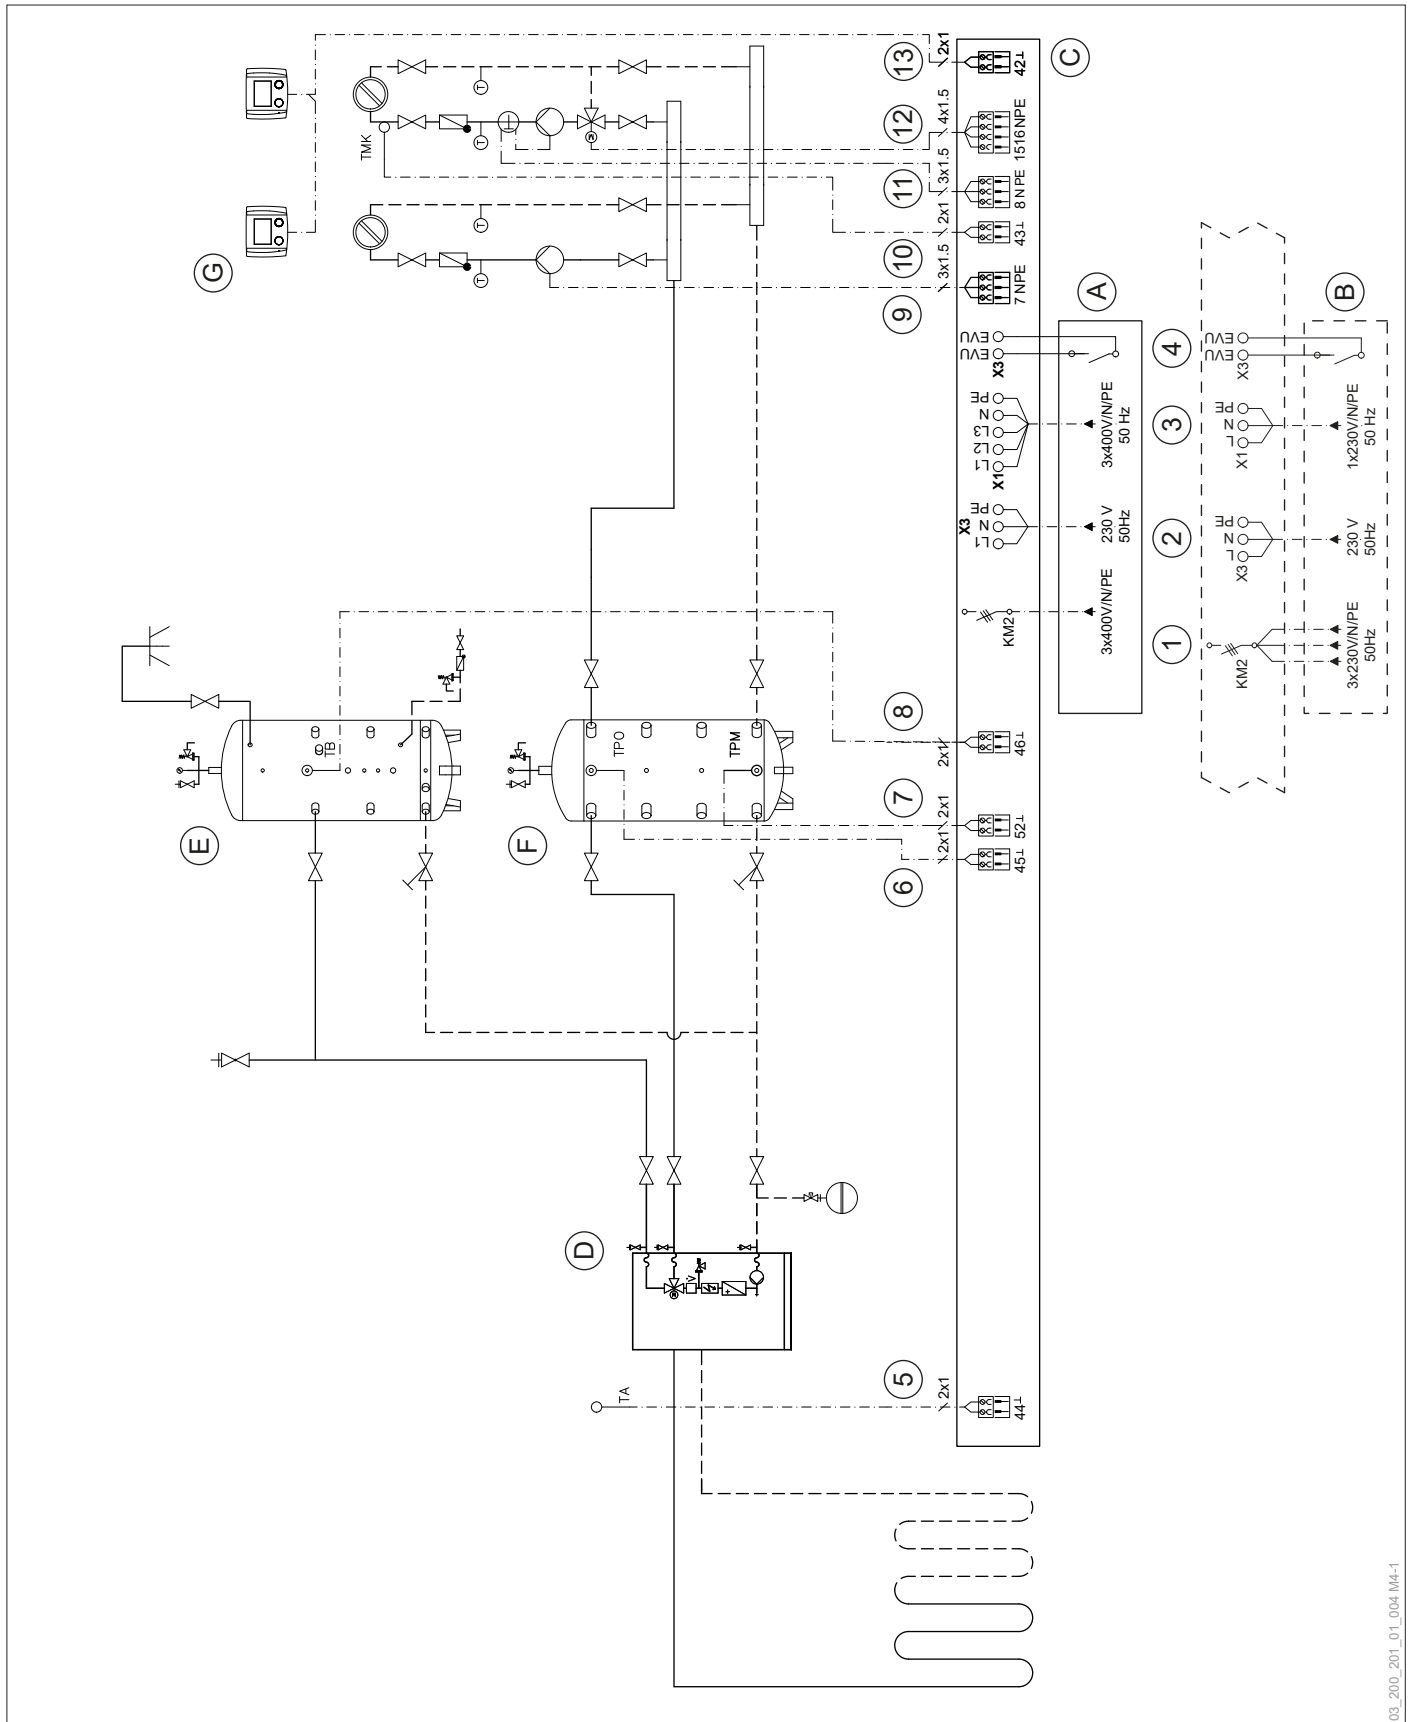 E
G
TB
TMK
T
T
T
T
F
D
M
TA
TPO
M
V
TPM
5
6
7
8
9
10
11
12
13
2x1
2x1
2x1
2x1
3x1.5
2x1
3x1.5
4x1.5
2x1
44
45
52
46
7 N PE
43
8 N PE
15 16 N PE
42
C
KM2
X3
L1
N
PE
X1
L1
L2
L3
N
PE
X3
EVU
EVU
A
3x400V/N/PE
230 V
50Hz
3x400V/N/PE
50 Hz
1
2
3
4
KM2
X3
L
N
PE
X1
L
N
PE
X3
EVU
EVU
B
3x230V/N/PE
50Hz
230 V
50Hz
1x230V/N/PE
50 Hz
03_200_201_01_004 M4-1